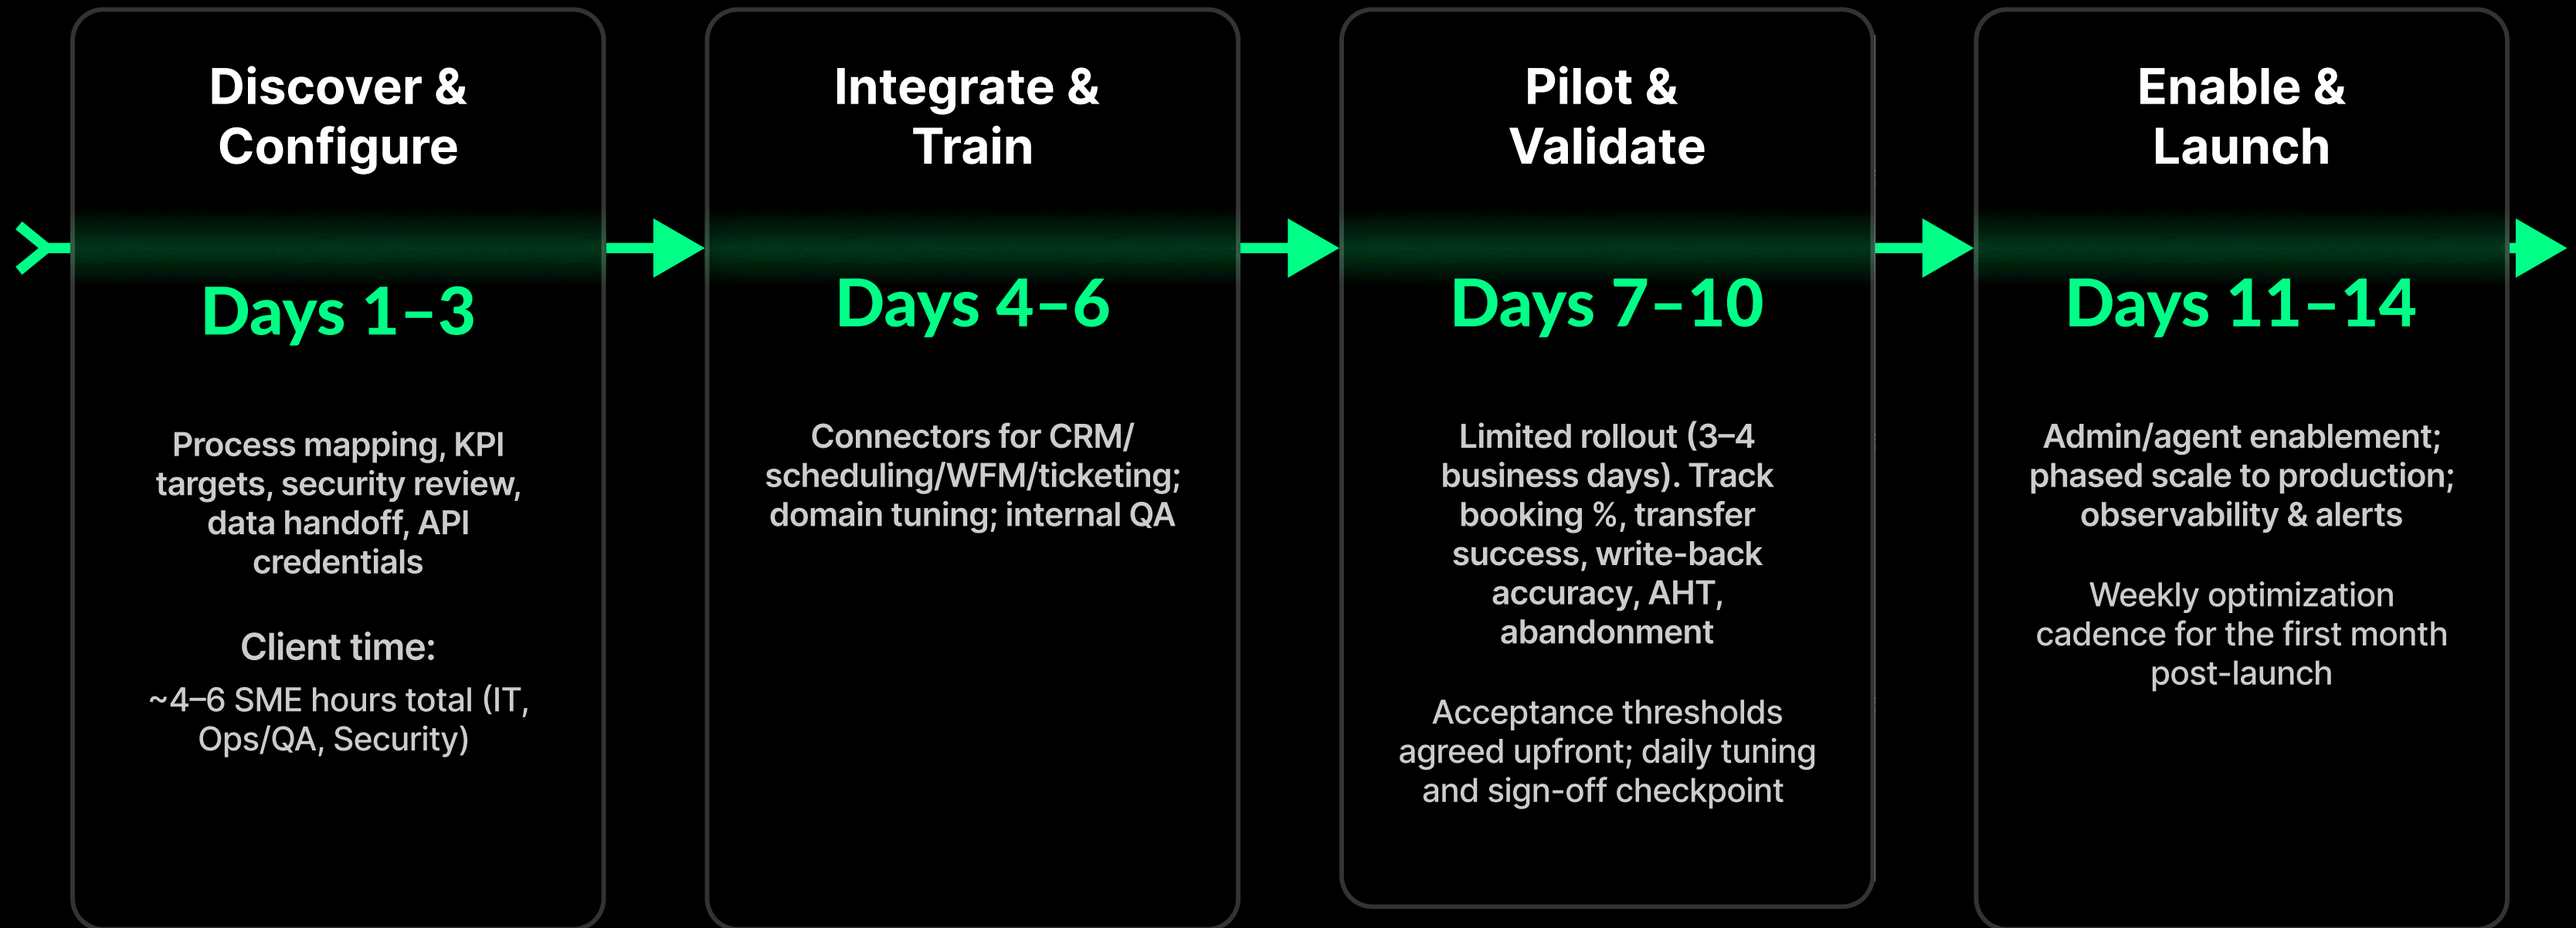 Discover &
Configure
Days 1–3
Process mapping, KPI
targets, security review,
data handoff, API
credentials
Client time:
~4–6 SME hours total (IT,
Ops/QA, Security)
Integrate &
Train
Days 4–6
Connectors for CRM/
scheduling/WFM/ticketing;
domain tuning; internal QA
Pilot &
Validate
Days 7–10
Limited rollout (3–4
business days). Track
booking %, transfer
success, write-back
accuracy, AHT,
abandonment
Acceptance thresholds
agreed upfront; daily tuning
and sign-off checkpoint
Enable &
Launch
Days 11–14
Admin/agent enablement;
phased scale to production;
observability & alerts
Weekly optimization
cadence for the first month
post-launch